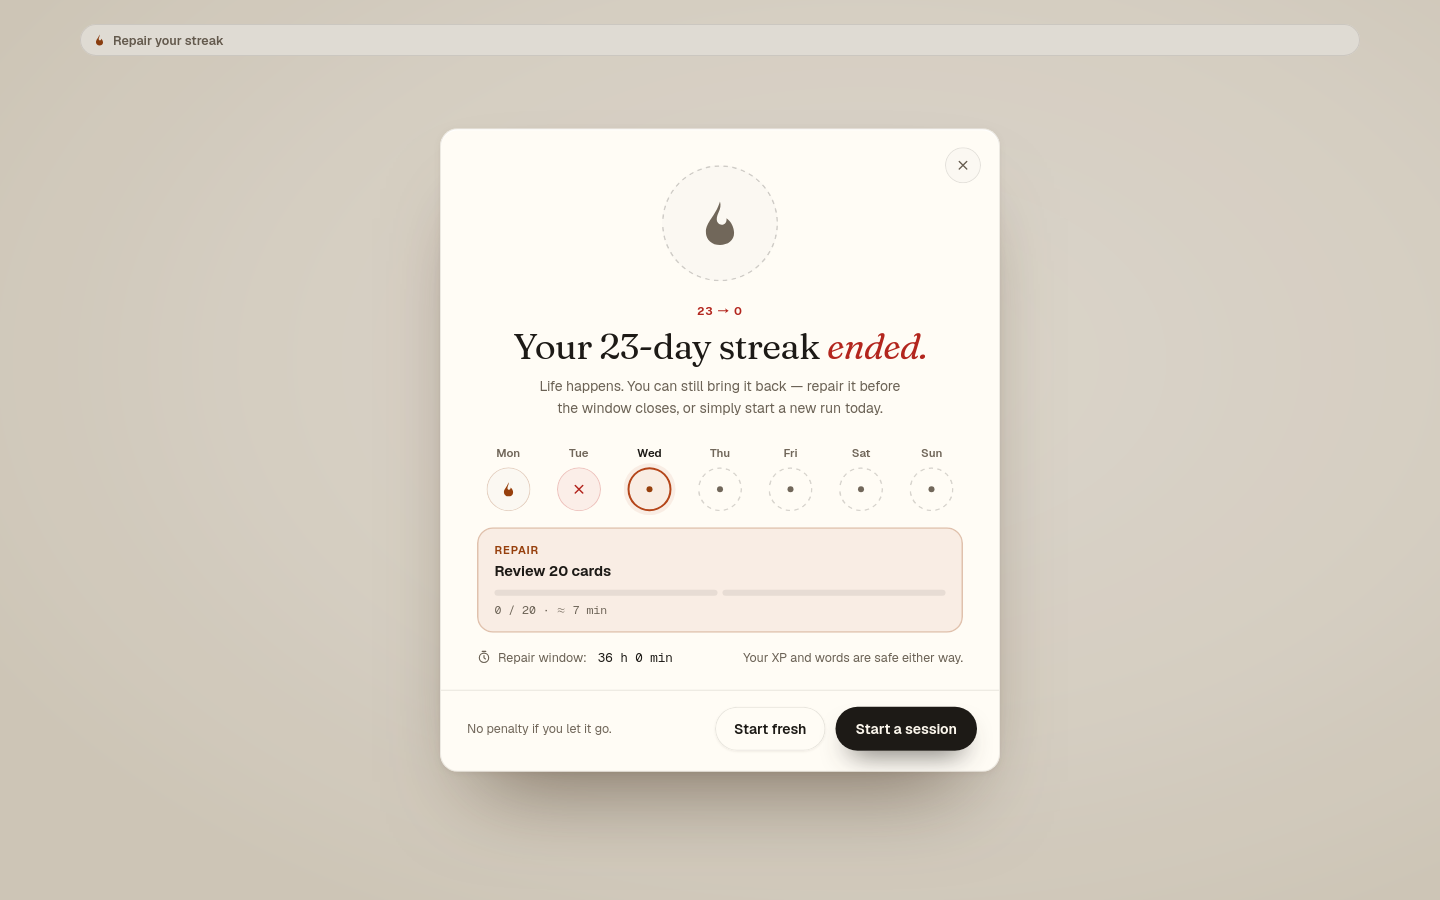 Repair your streak
23 → 0
Your 23-day streak ended.
Life happens. You can still bring it back — repair it before
the window closes, or simply start a new run today.
Mon Tue Wed Thu Fri Sat Sun
REPAIR
Review 20 cards
0 / 20 · ≈ 7 min
Repair window: 36 h 0 min
Your XP and words are safe either way.
No penalty if you let it go.
Start fresh
Start a session